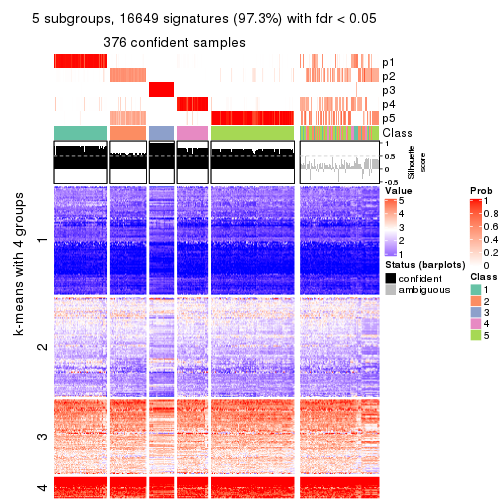 5 subgroups, 16649 signatures (97.3%) with fdr < 0.05
376 confident samples
p1
p2
p3
p4
p5
Class
1
0.5
0
-0.5
Silhouette
score
k-means with 4 groups
1
2
3
4
Value
5
4
3
2
1
Status (barplots)
confident
ambiguous
Prob
1
0.8
0.6
0.4
0.2
0
Class
1
2
3
4
5